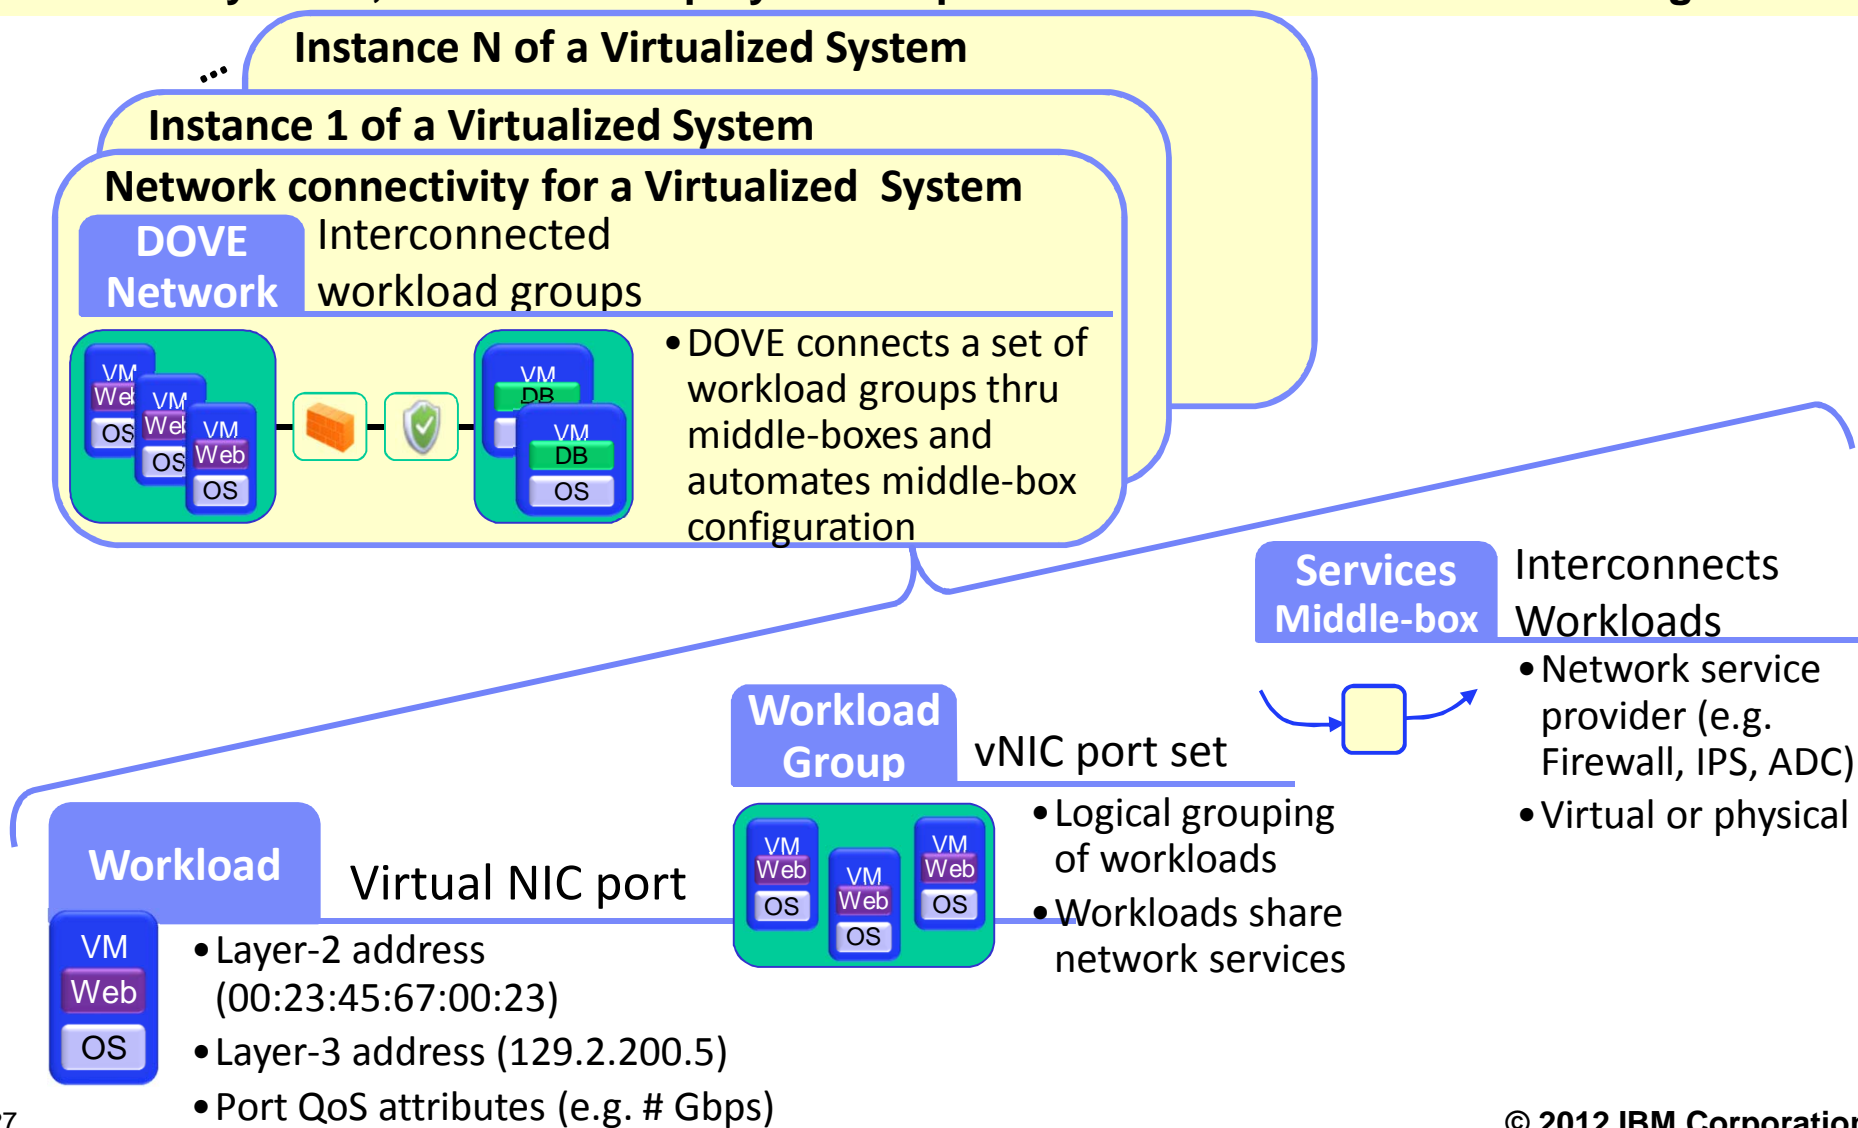 Instance N of a Virtualized System
...
Instance 1 of a Virtualized System
Network connectivity for a Virtualized System
DOVE
Network
Interconnected
workload groups
VM
Web
OS
VM
Web
OS
VM
Web
OS
VM
DB
VM
DB
OS
•DOVE connects a set of
workload groups thru
middle-boxes and
automates middle-box
configuration
Services
Middle-box
Interconnects
Workloads
•Network service
provider (e.g.
Firewall, IPS, ADC)
•Virtual or physical
Workload
Group
vNIC port set
VM
Web
OS
VM
Web
OS
VM
Web
OS
•Logical grouping
of workloads
•Workloads share
network services
Workload
Virtual NIC port
VM
Web
OS
•Layer-2 address
(00:23:45:67:00:23)
•Layer-3 address (129.2.200.5)
•Port QoS attributes (e.g. # Gbps)
© 2012 IBM Corporation